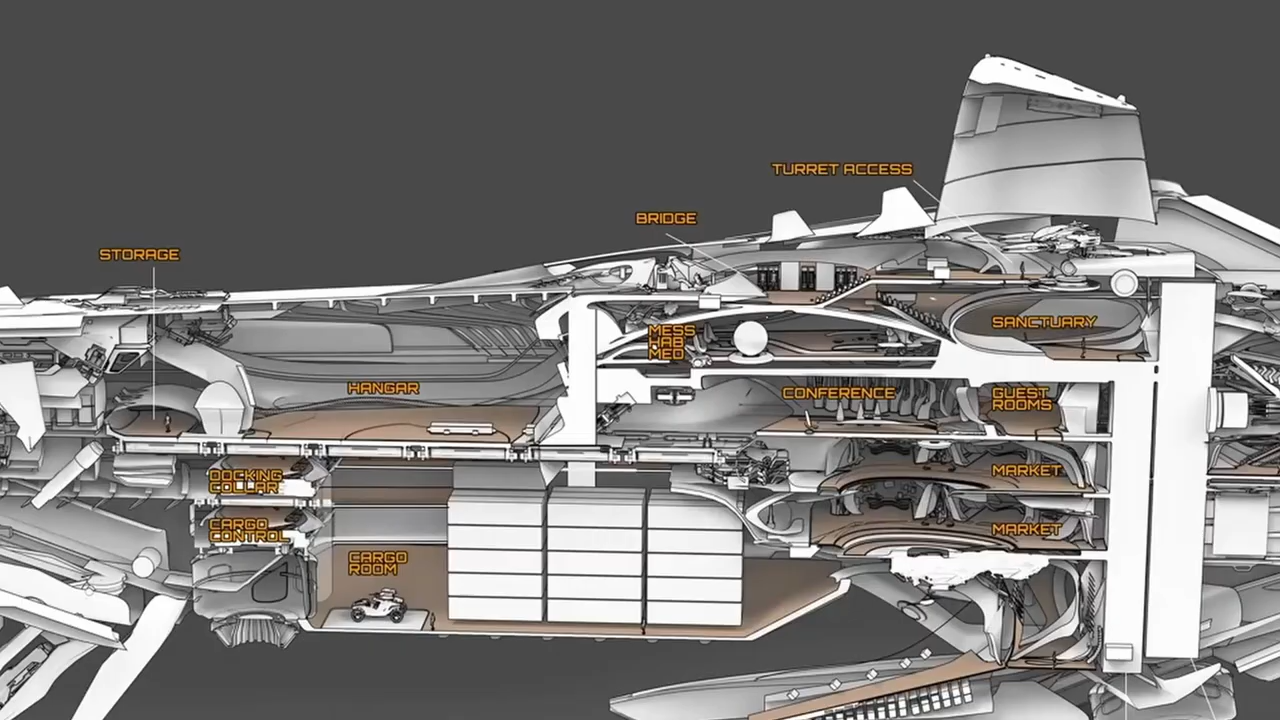 TURRET ACCESS
BRIDGE
STORAGE
SANCTUARY
MESS
HAB
MED
HANGAR
CONFERENCE
GUEST
ROOMS
DOCKING
COLLAR
MARKET
CARGO
CONTROL
MARKET
CARGO
ROOM